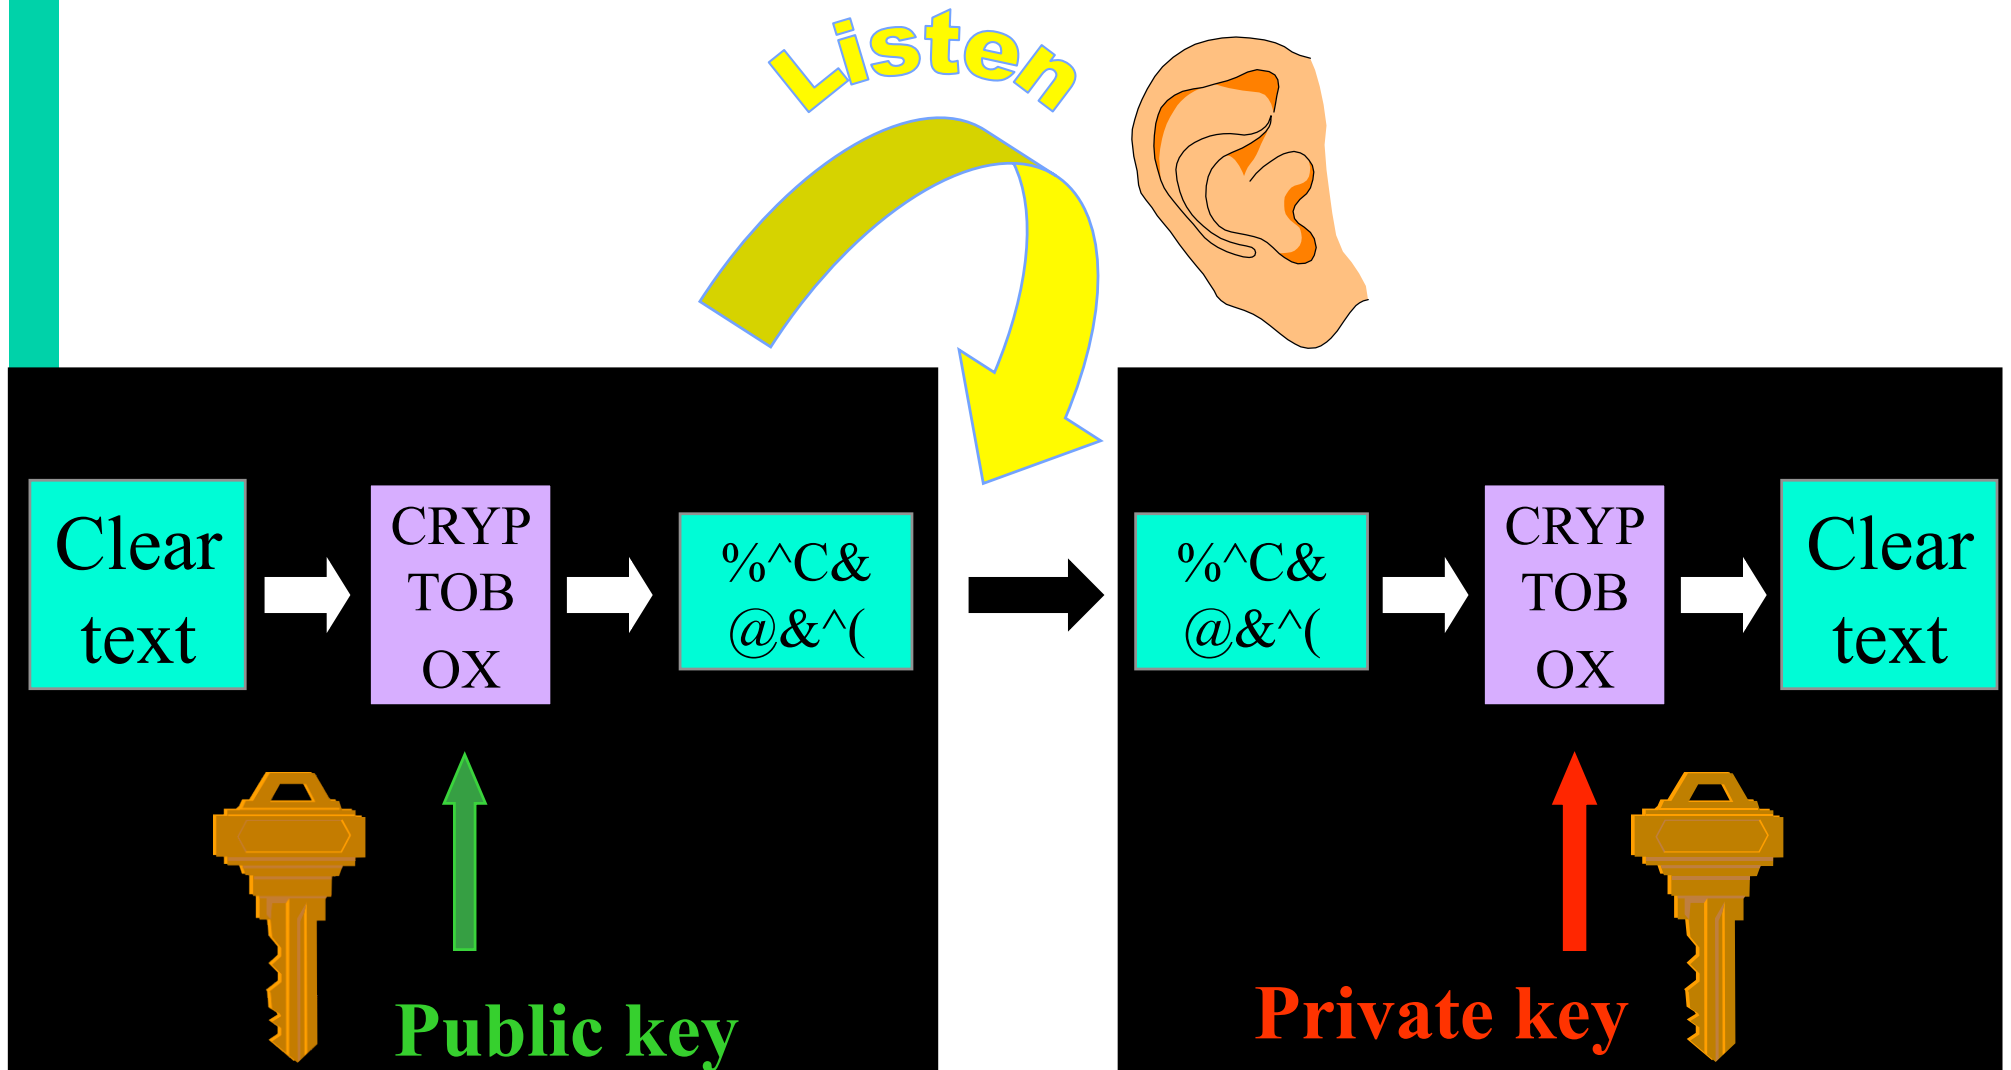 Listen
Clear
text
CRYP
TOB
OX
%^C&
@&^(
%^C&
@&^(
CRYP
TOB
OX
Clear
text
Public key
Private key